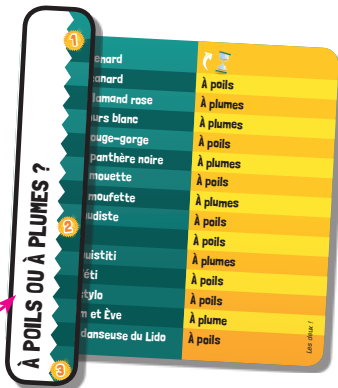 À POILS OU À PLUMES ?
1
2
3
enard
anard À poils
lamand rose À plumes
urs blanc À plumes
ouge-gorge À poils
panthère noire À plumes
mouette À poils
moufette À plumes
udiste À poils
À poils
uistiti À plumes
éti À poils
stylo À poils
m et Ève À plume
danseuse du Lido À poils
Les deux !